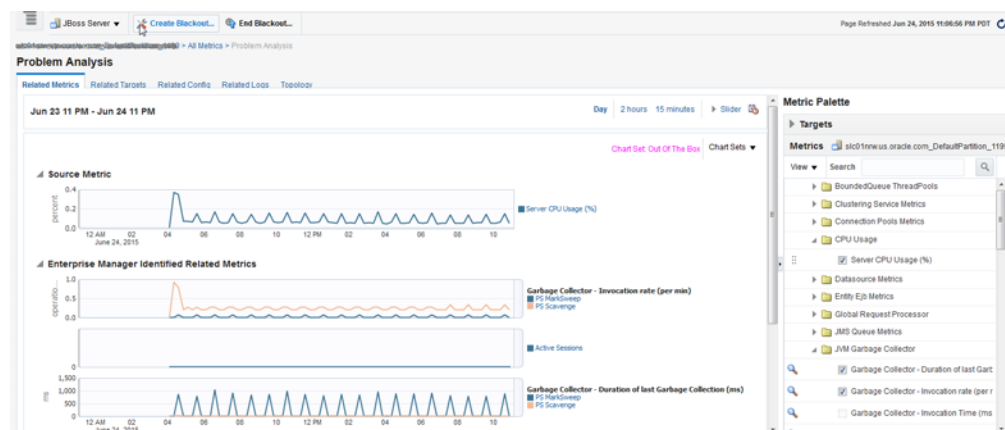 JBoss Server ▼ Create Blackout... End Blackout...
Page Refreshed Jun 24, 2015 11:06:56 PM PDT
> All Metrics > Problem Analysis
Problem Analysis
Related Metrics Related Targets Related Config Related Logs Topology
Jun 23 11 PM - Jun 24 11 PM
Day 2 hours 15 minutes Slider
Chart Set: Out Of The Box Chart Sets ▼
Source Metric
percent
0.4
0.2
0.0
Server CPU Usage (%)
12 AM 02 04 06 08 10 12 PM 02 04 06 08 10
June 24, 2015
Enterprise Manager Identified Related Metrics
operatio
1.0
0.5
0.0
Garbage Collector - Invocation rate (per min)
PS MarkSweep
PS Scavenge
0
Active Sessions
ms
1,500
1,000
500
0
Garbage Collector - Duration of last Garbage Collection (ms)
PS MarkSweep
PS Scavenge
12 AM 02 04 06 08 10 12 PM 02 04 06 08 10
June 24, 2015
Metric Palette
Targets
Metrics slc01nrw.us.oracle.com_DefaultPartition_119
View ▼ Search
BoundedQueue ThreadPools
Clustering Service Metrics
Connection Pools Metrics
CPU Usage
Server CPU Usage (%)
Datasource Metrics
Entity Ejb Metrics
Global Request Processor
JMS Queue Metrics
JVM Garbage Collector
Garbage Collector - Duration of last Gart
Garbage Collector - Invocation rate (per r
Garbage Collector - Invocation Time (ms